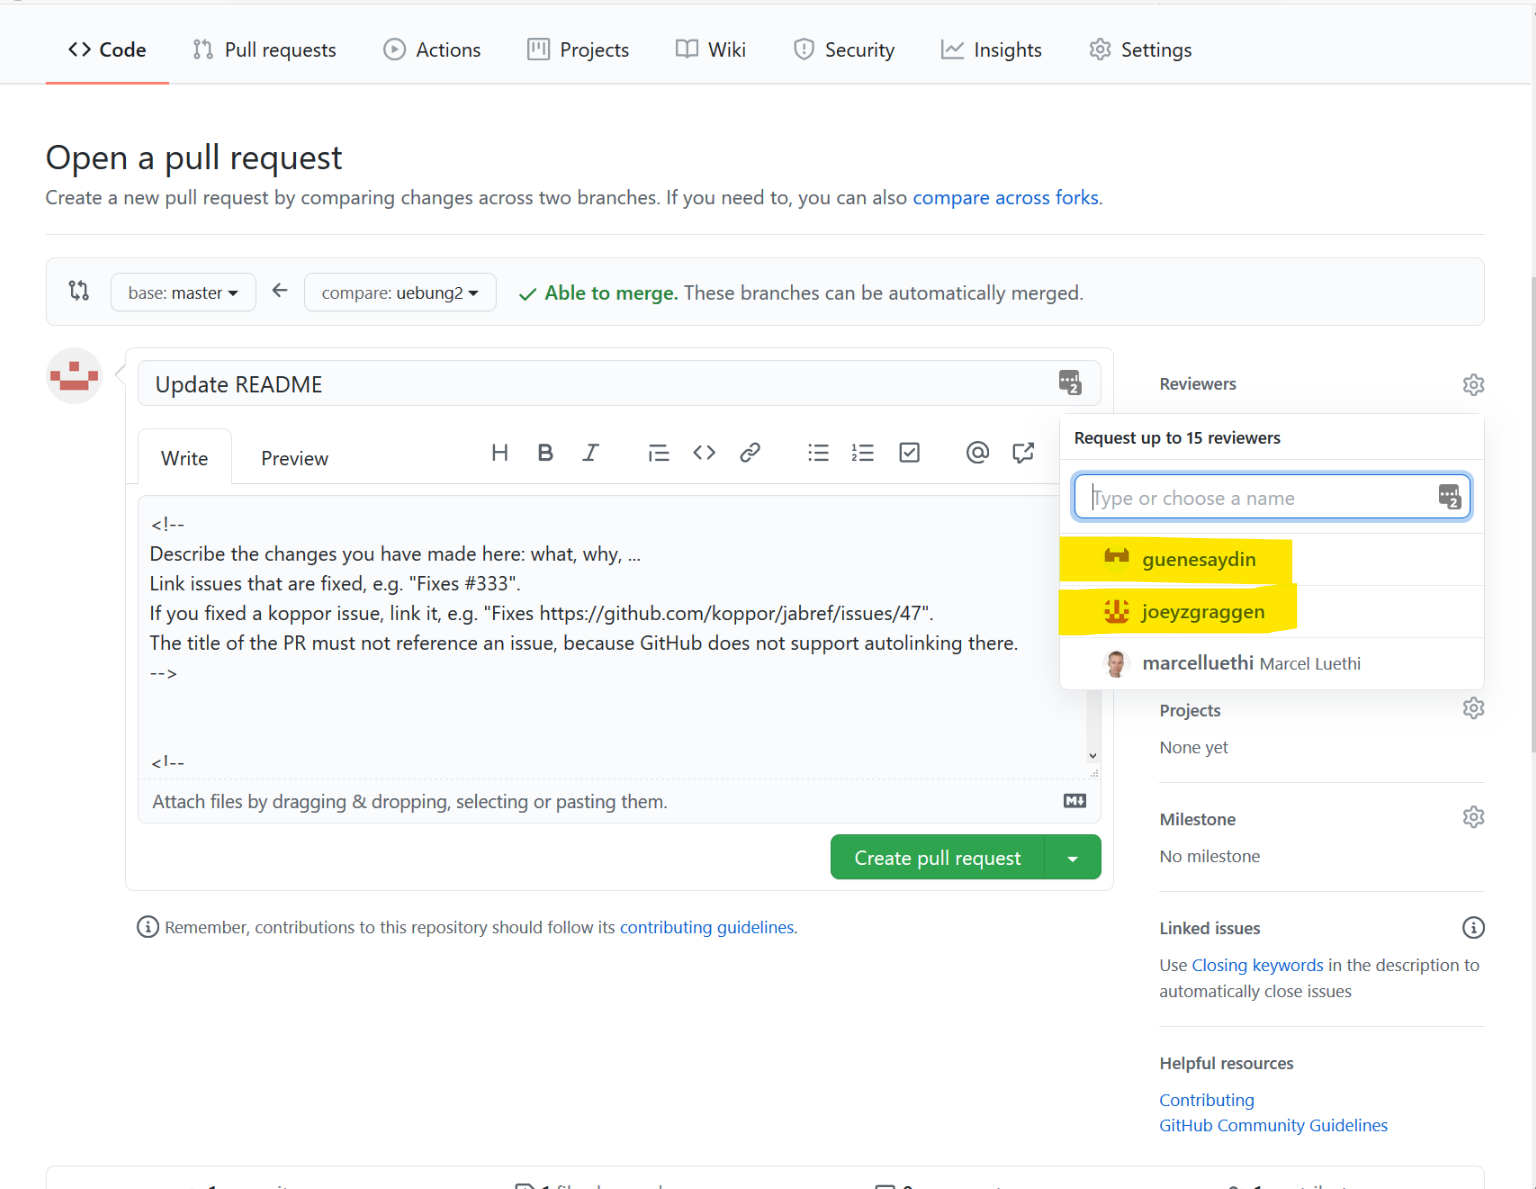 Code Pull requests Actions Projects Wiki Security Insights Settings
Open a pull request
Create a new pull request by comparing changes across two branches. If you need to, you can also compare across forks.
base: master compare: uebung2 Able to merge. These branches can be automatically merged.
Update README
2
Write Preview
H B I @
<!--
Describe the changes you have made here: what, why, ...
Link issues that are fixed, e.g. "Fixes #333".
If you fixed a koppor issue, link it, e.g. "Fixes https://github.com/koppor/jabref/issues/47".
The title of the PR must not reference an issue, because GitHub does not support autolinking there.
-->
<!--
Attach files by dragging & dropping, selecting or pasting them.
Create pull request
Remember, contributions to this repository should follow its contributing guidelines.
Reviewers
Request up to 15 reviewers
Type or choose a name
2
guenesaydin
joeyzgraggen
marcelluethi Marcel Luethi
Projects
None yet
Milestone
No milestone
Linked issues
Use Closing keywords in the description to
automatically close issues
Helpful resources
Contributing
GitHub Community Guidelines